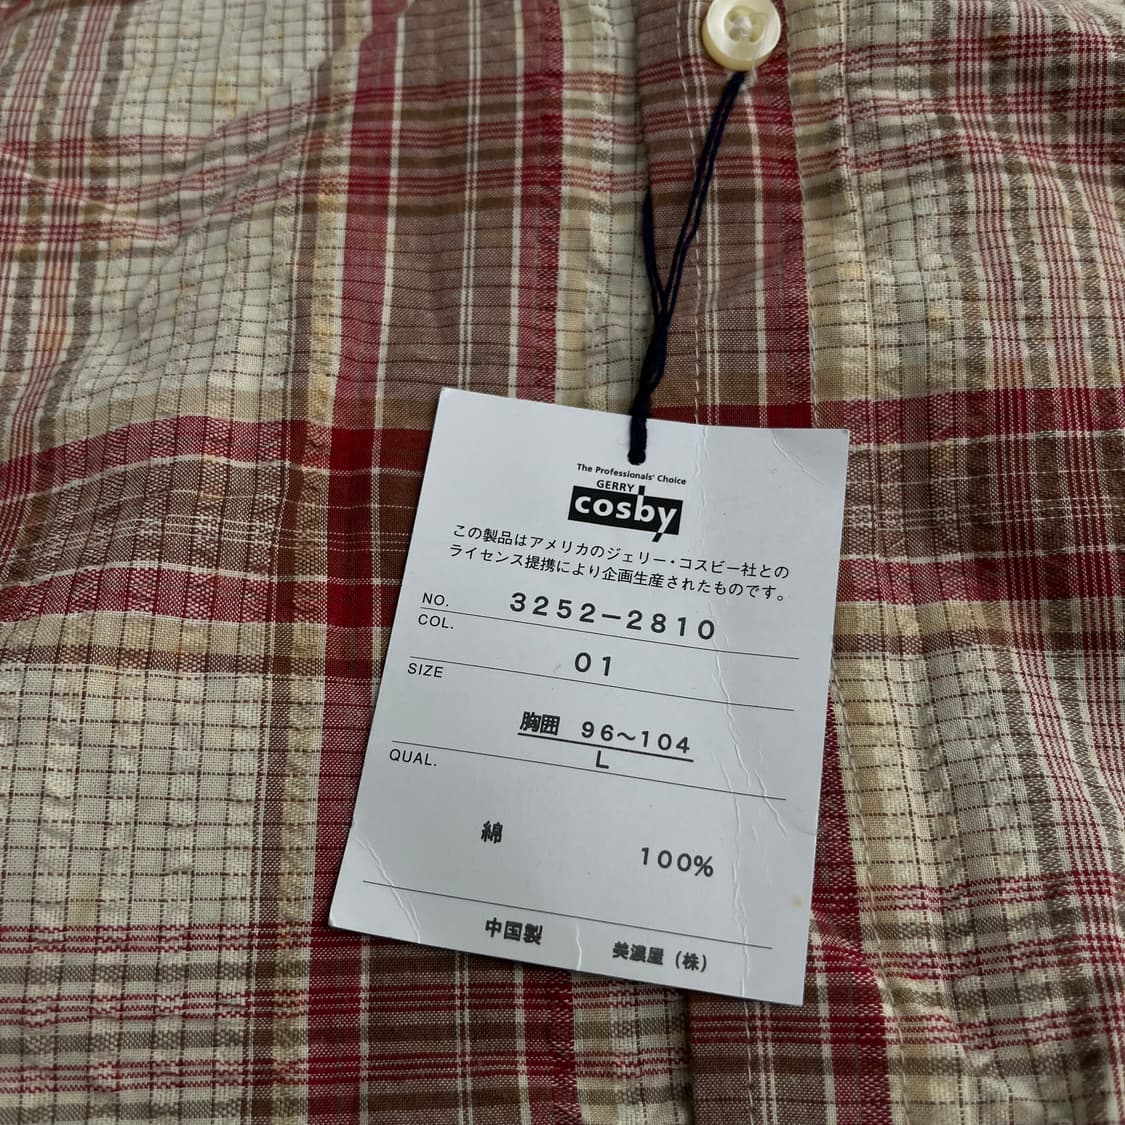 The Professionals' Choice
GERRY
cosby
この製品はアメリカのジェリー・コスビー社との
ライセンス提携により企画生産されたものです。
NO. 3252-2810
COL. 01
SIZE 胸囲 96〜104
L
QUAL.
綿 100%
中国製 美濃屋（株）